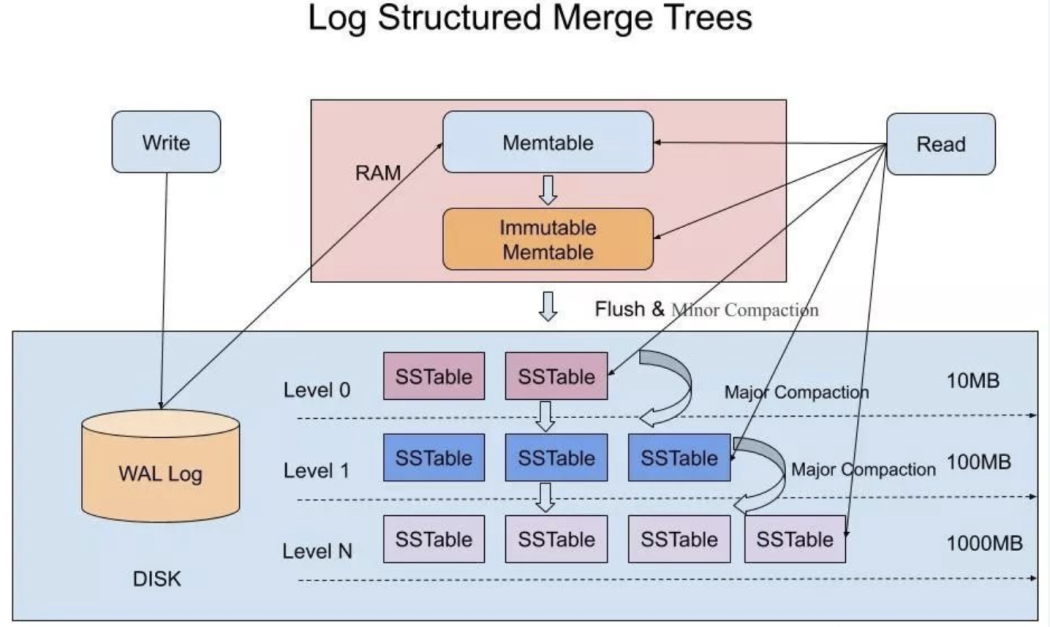 Log Structured Merge Trees
Write
RAM
Memtable
Read
Immutable
Memtable
Flush & Minor Compaction
Level 0
SSTable
SSTable
Major Compaction
10MB
WAL Log
Level 1
SSTable
SSTable
SSTable
Major Compaction
100MB
Level N
SSTable
SSTable
SSTable
SSTable
1000MB
DISK